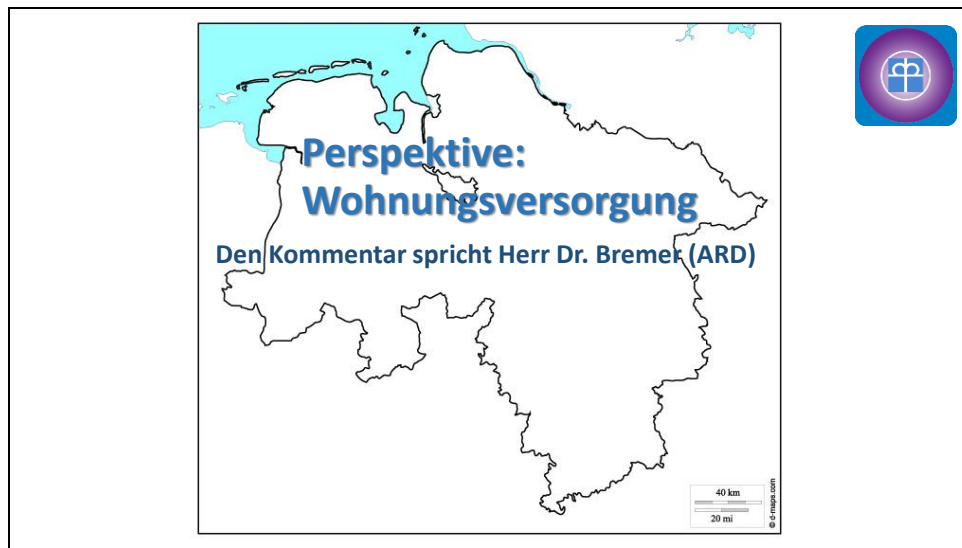 Perspektive:
Wohnungsversorgung
Den Kommentar spricht Herr Dr. Bremer (ARD)
40 km
20 mi
© d-maps.com